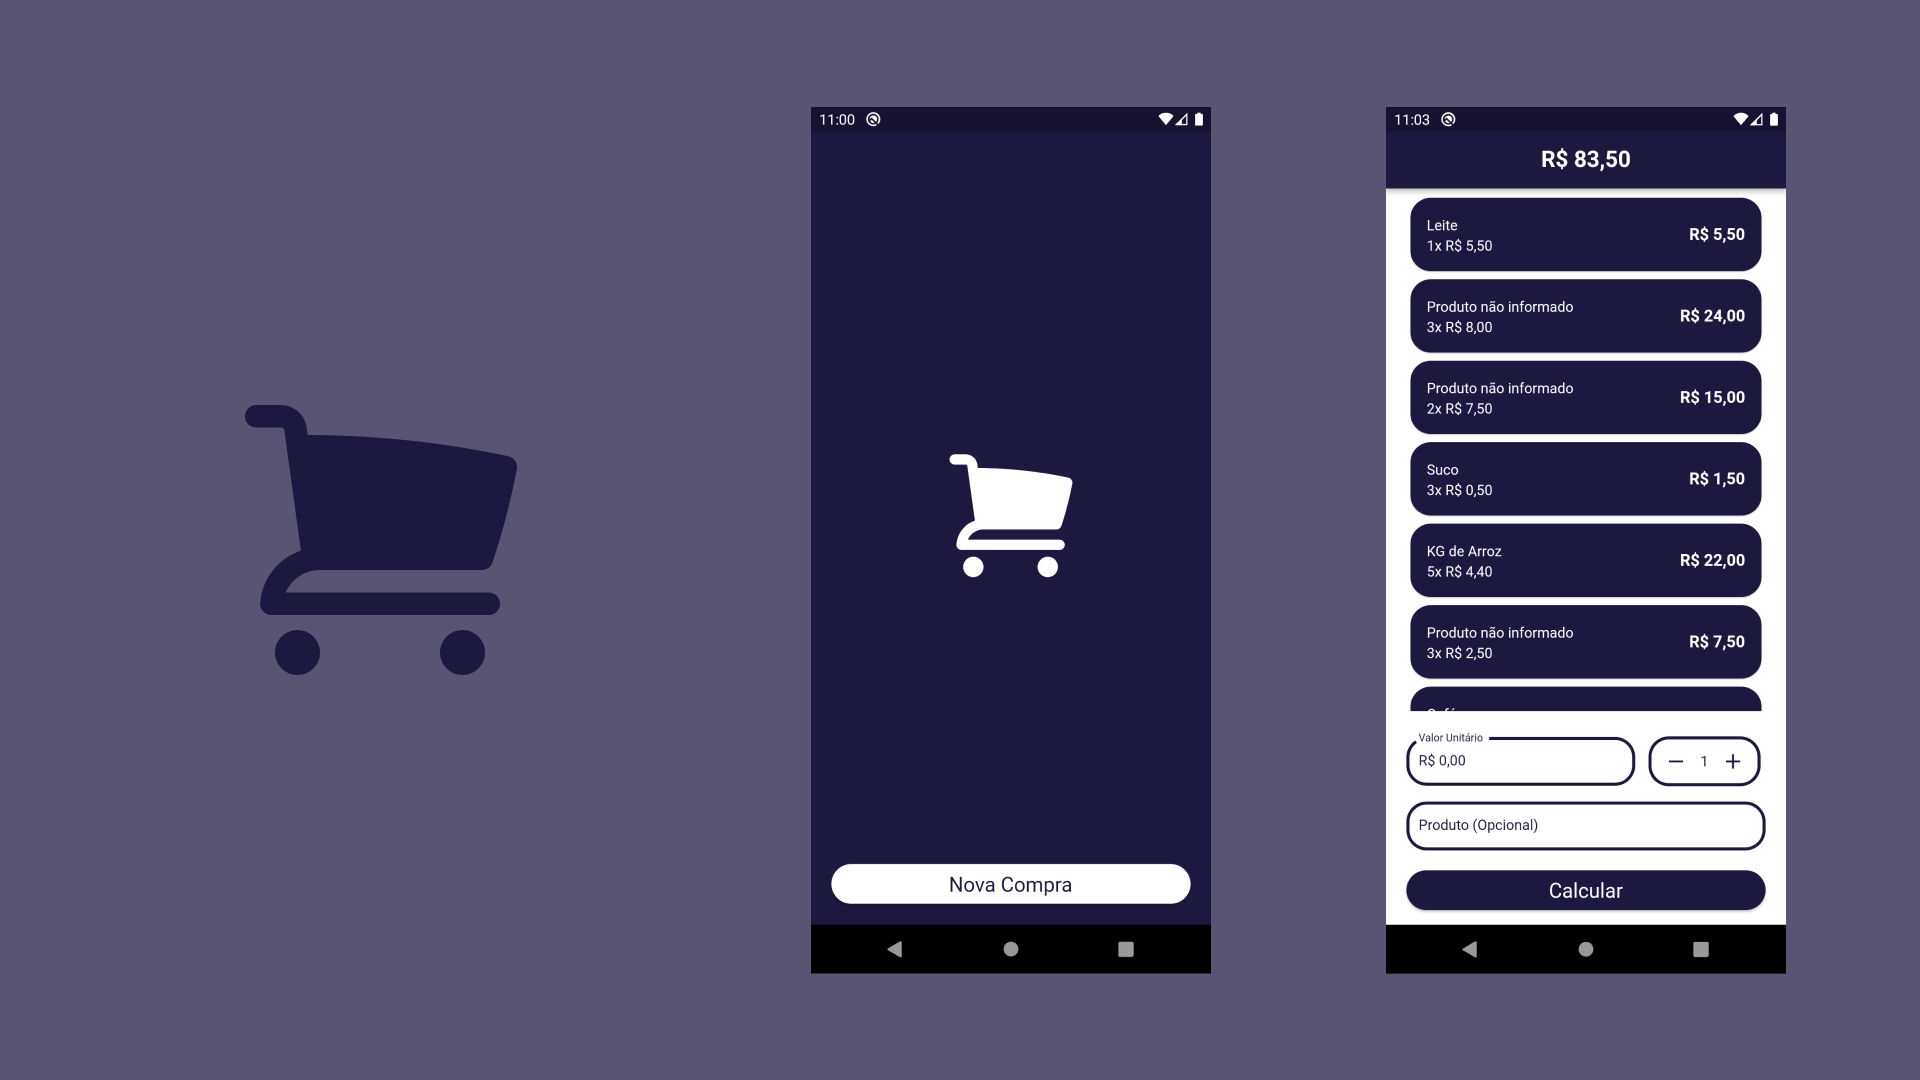 11:00
Nova Compra
11:03
R$ 83,50
Leite
1x R$ 5,50
R$ 5,50
Produto não informado
3x R$ 8,00
R$ 24,00
Produto não informado
2x R$ 7,50
R$ 15,00
Suco
3x R$ 0,50
R$ 1,50
KG de Arroz
5x R$ 4,40
R$ 22,00
Produto não informado
3x R$ 2,50
R$ 7,50
Valor Unitário
R$ 0,00
1
Produto (Opcional)
Calcular